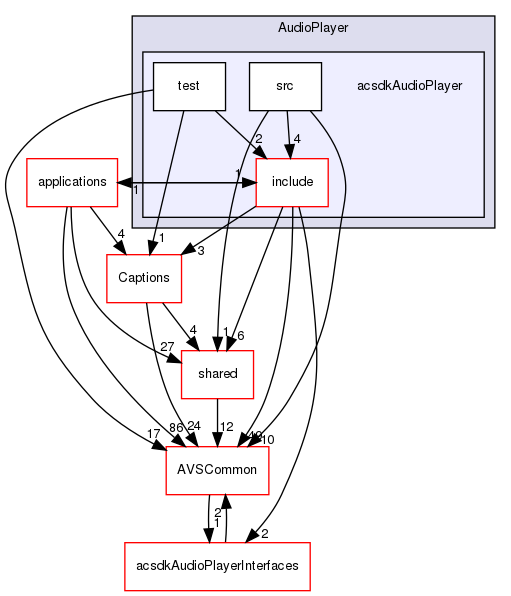 AudioPlayer
test
src
acsdkAudioPlayer
2
4
applications
1
1
include
4
1
3
Captions
4
27
1
6
shared
86
24
12
17
10
AVSCommon
2
1
2
acsdkAudioPlayerInterfaces